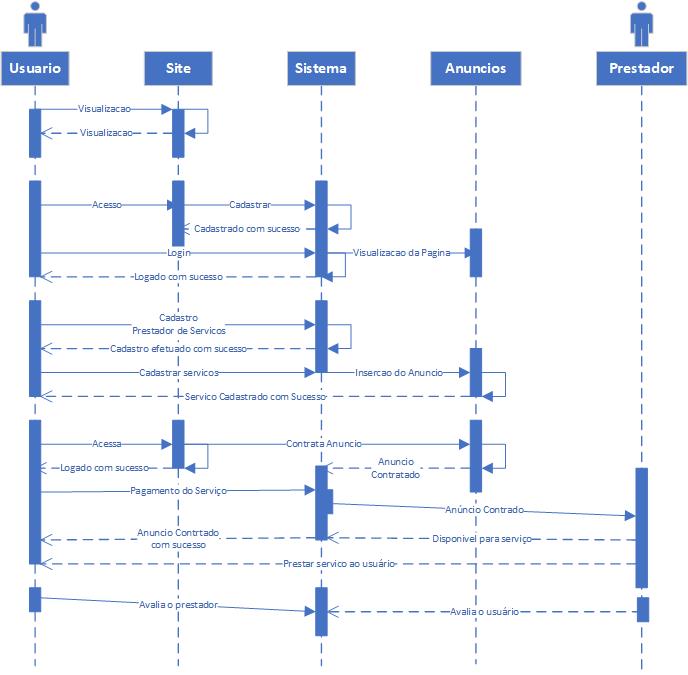 Usuario
Site
Sistema
Anuncios
Prestador
Visualizacao
Visualizacao
Acesso
Cadastrar
Cadastrado com sucesso
Login
Visualizacao da Pagina
Logado com sucesso
Cadastro
Prestador de Servicos
Cadastro efetuado com sucesso
Cadastrar servicos
Insercao do Anuncio
Servico Cadastrado com Sucesso
Acessa
Contrata Anuncio
Logado com sucesso
Anuncio
Contratado
Pagamento do Serviço
Anúncio Contrado
Anuncio Contrtado
com sucesso
Disponivel para serviço
Prestar servico ao usuário
Avalia o prestador
Avalia o usuário